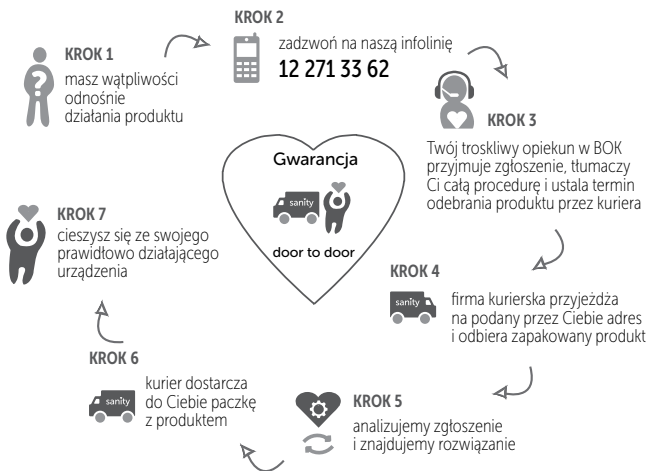 KROK 1
masz wątpliwości
odnośnie
działania produktu
KROK 2
zadzwoń na naszą infolinię
12 271 33 62
KROK 3
Twój troskliwy opiekun w BOK
przyjmuje zgłoszenie, tłumaczy
Ci całą procedurę i ustala termin
odebrania produktu przez kuriera
KROK 4
sanity
firma kurierska przyjeżdża
na podany przez Ciebie adres
i odbiera zapakowany produkt
KROK 5
analizujemy zgłoszenie
i znajdujemy rozwiązanie
KROK 6
sanity
kurier dostarcza
do Ciebie paczkę
z produktem
KROK 7
cieszysz się ze swojego
prawidłowo działającego
urządzenia
Gwarancja
sanity
door to door